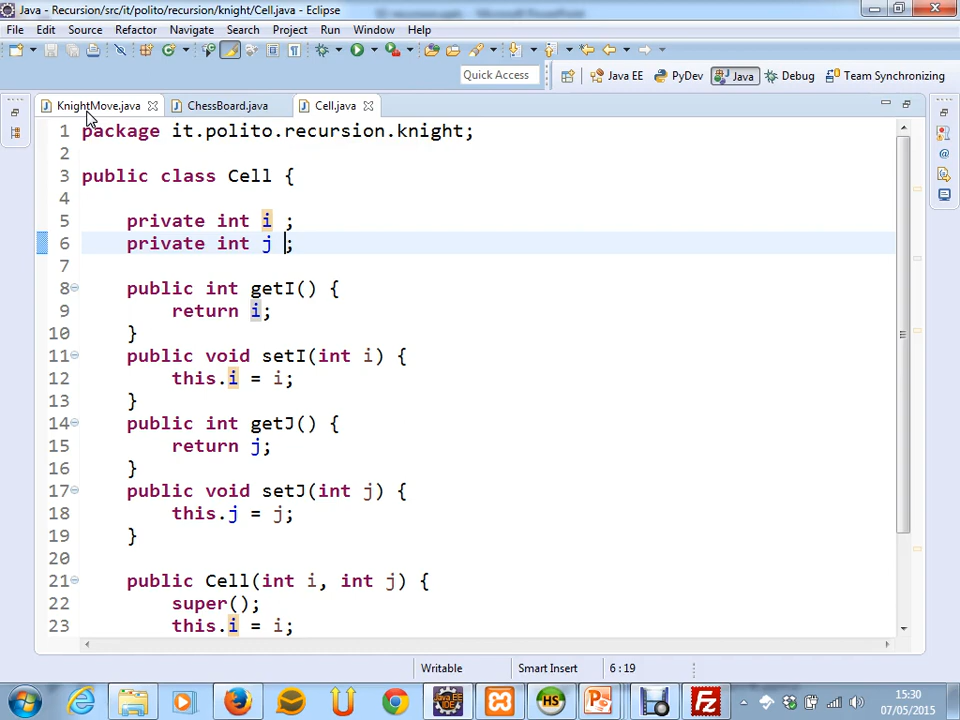 Java - Recursion/src/it/polito/recursion/knight/Cell.java - Eclipse
File Edit Source Refactor Navigate Search Project Run Window Help
Quick Access Java EE PyDev Java Debug Team Synchronizing
KnightMove.java ChessBoard.java Cell.java
1 package it.polito.recursion.knight;
2
3 public class Cell {
4
5 private int i ;
6 private int j ;
7
8 public int getI() {
9 return i;
10 }
11 public void setI(int i) {
12 this.i = i;
13 }
14 public int getJ() {
15 return j;
16 }
17 public void setJ(int j) {
18 this.j = j;
19 }
20
21 public Cell(int i, int j) {
22 super();
23 this.i = i;
Writable Smart Insert 6 : 19
Java EE IDE HS P Fz
15:30
07/05/2015